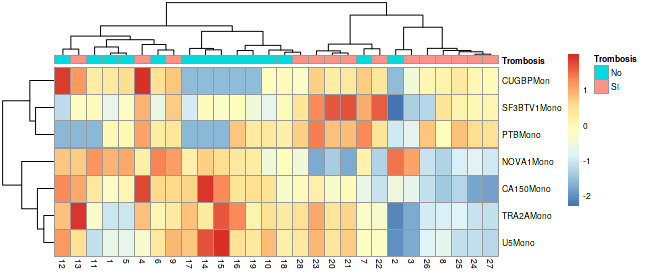 Trombosis
Trombosis
No
SI
1
0
-1
-2
CUGBPMon
SF3BTV1Mono
PTBMono
NOVA1Mono
CA150Mono
TRA2AMono
U5Mono
12 13 11 1 5 4 6 9 17 14 15 16 19 10 18 28 23 20 21 7 22 2 3 26 8 25 24 27